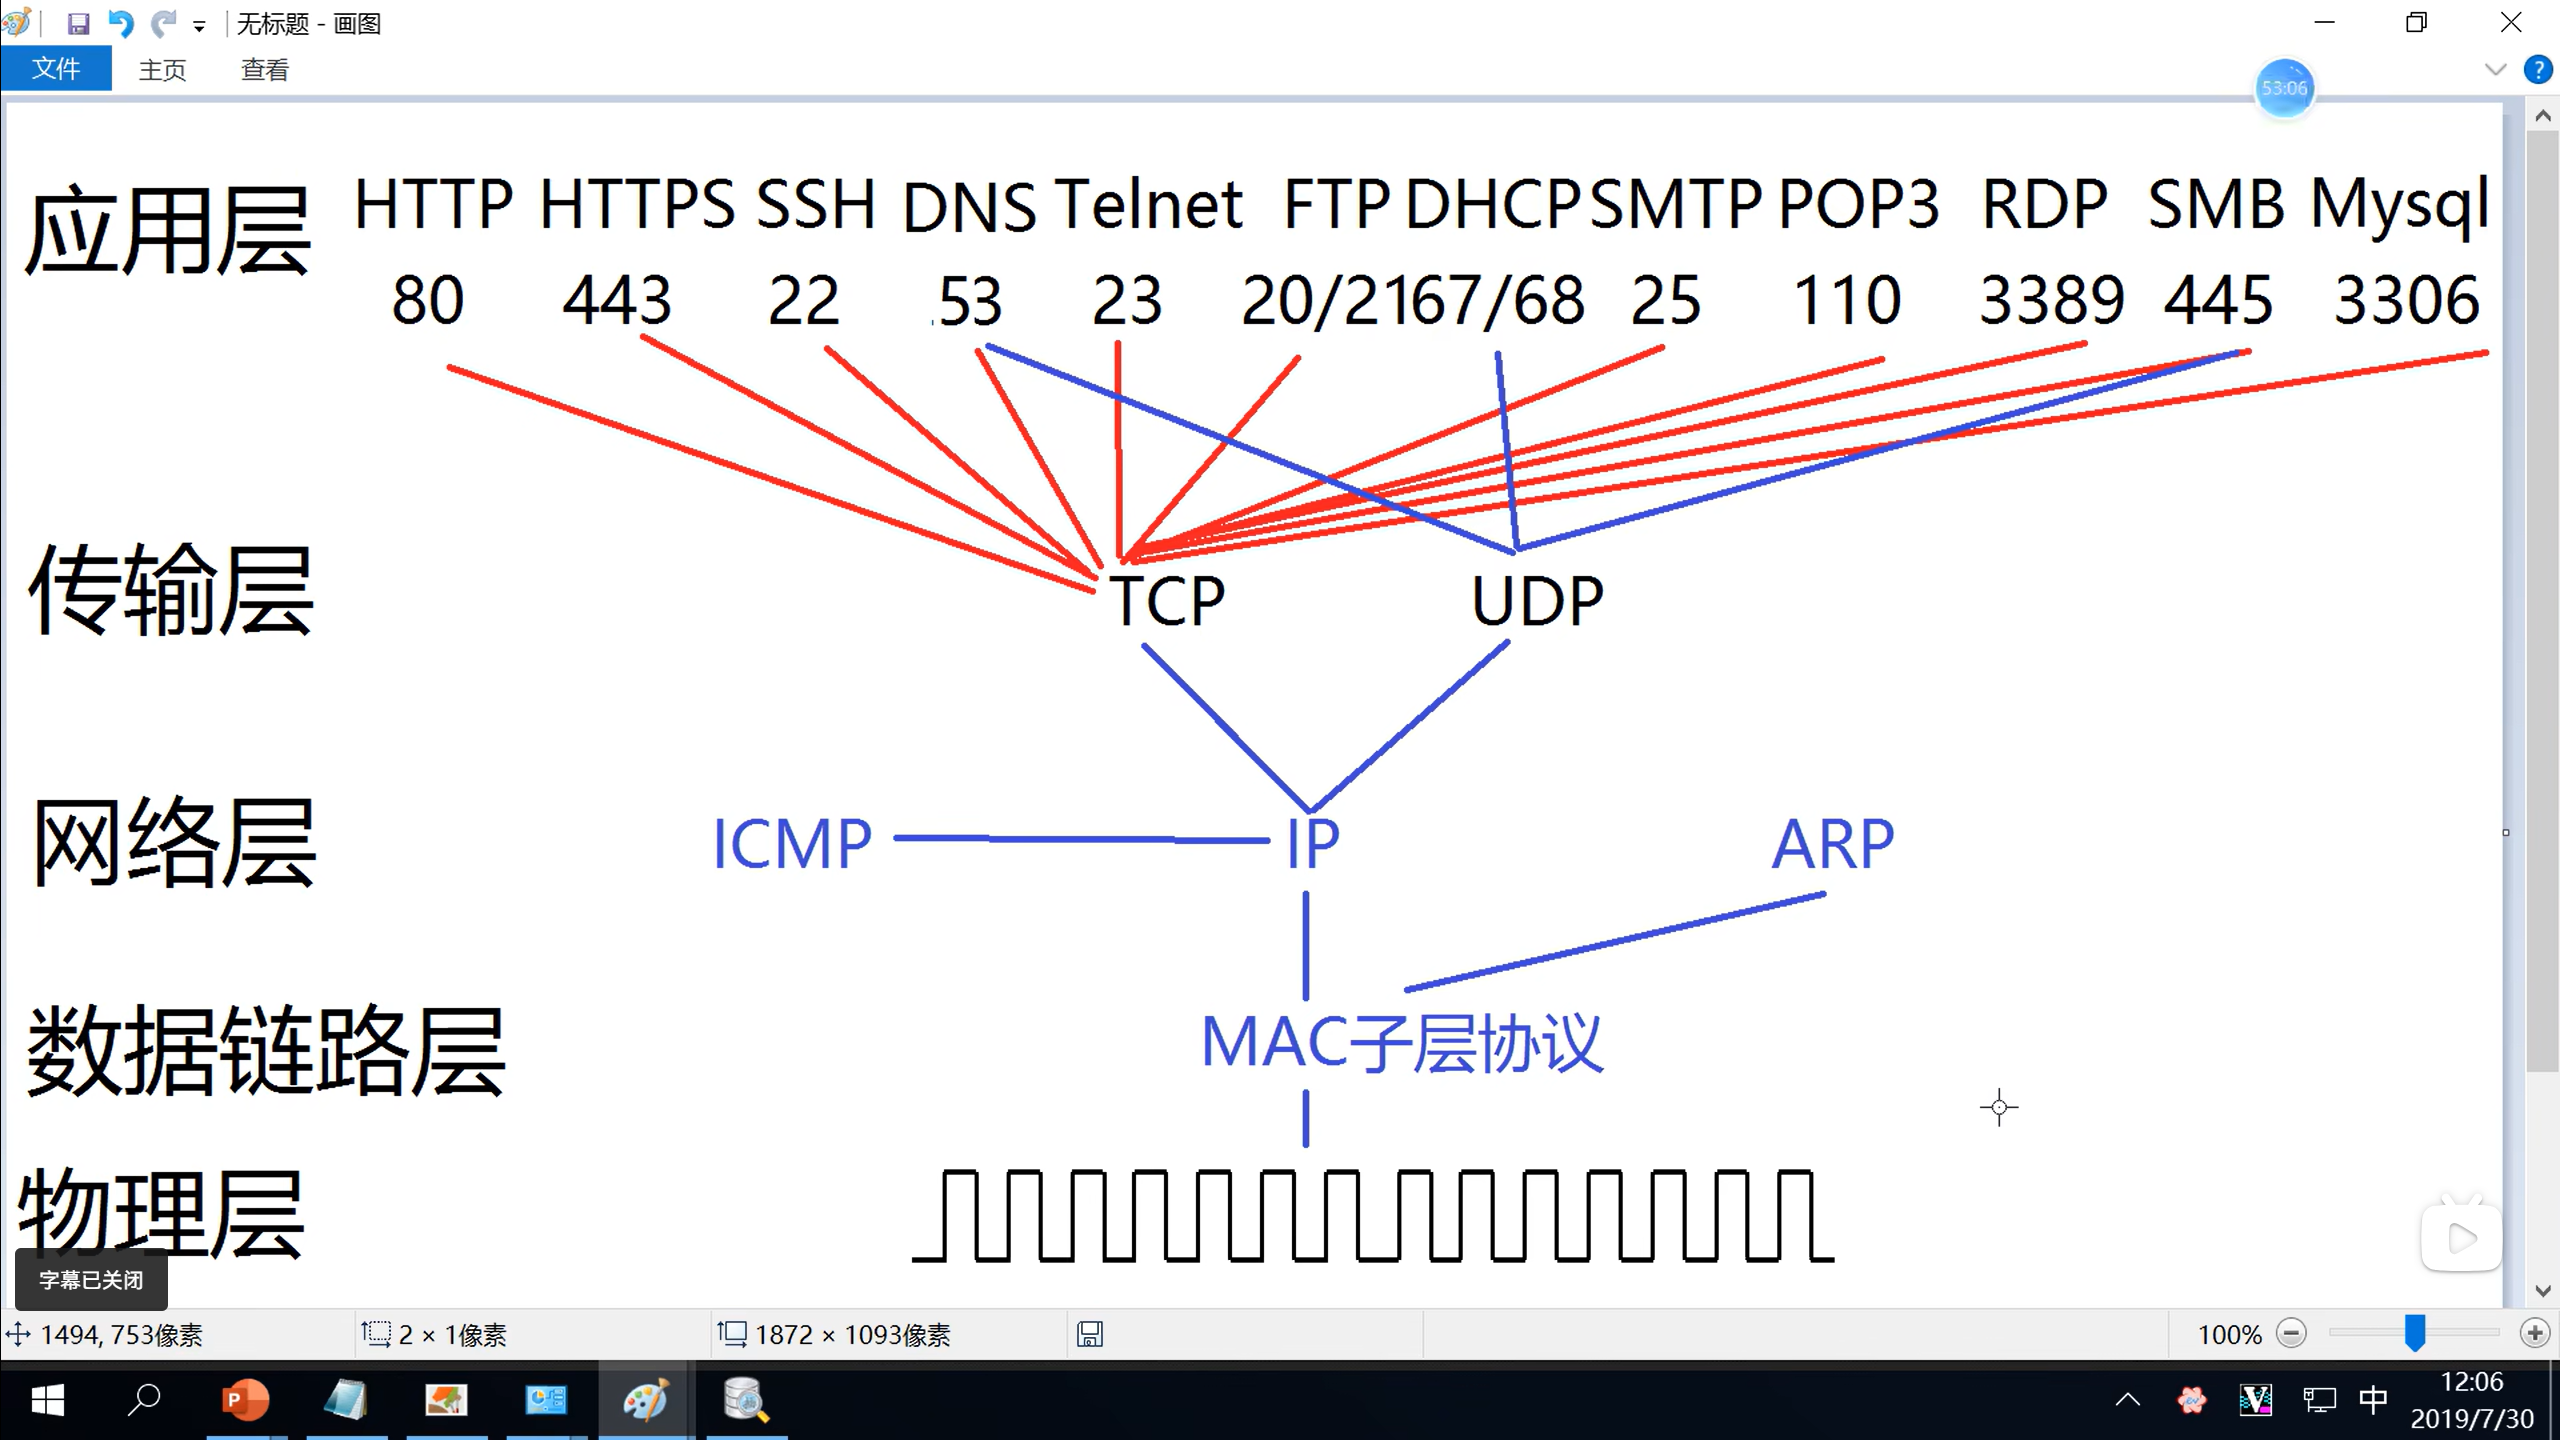 无标题 - 画图
文件 主页 查看
53:06
应用层 HTTP HTTPS SSH DNS Telnet FTP DHCP SMTP POP3 RDP SMB Mysql
80 443 22 53 23 20/21 67/68 25 110 3389 445 3306
传输层 TCP UDP
网络层 ICMP IP ARP
数据链路层 MAC子层协议
物理层
字幕已关闭
1494, 753像素 2 × 1像素 1872 × 1093像素 100%
中 12:06
2019/7/30